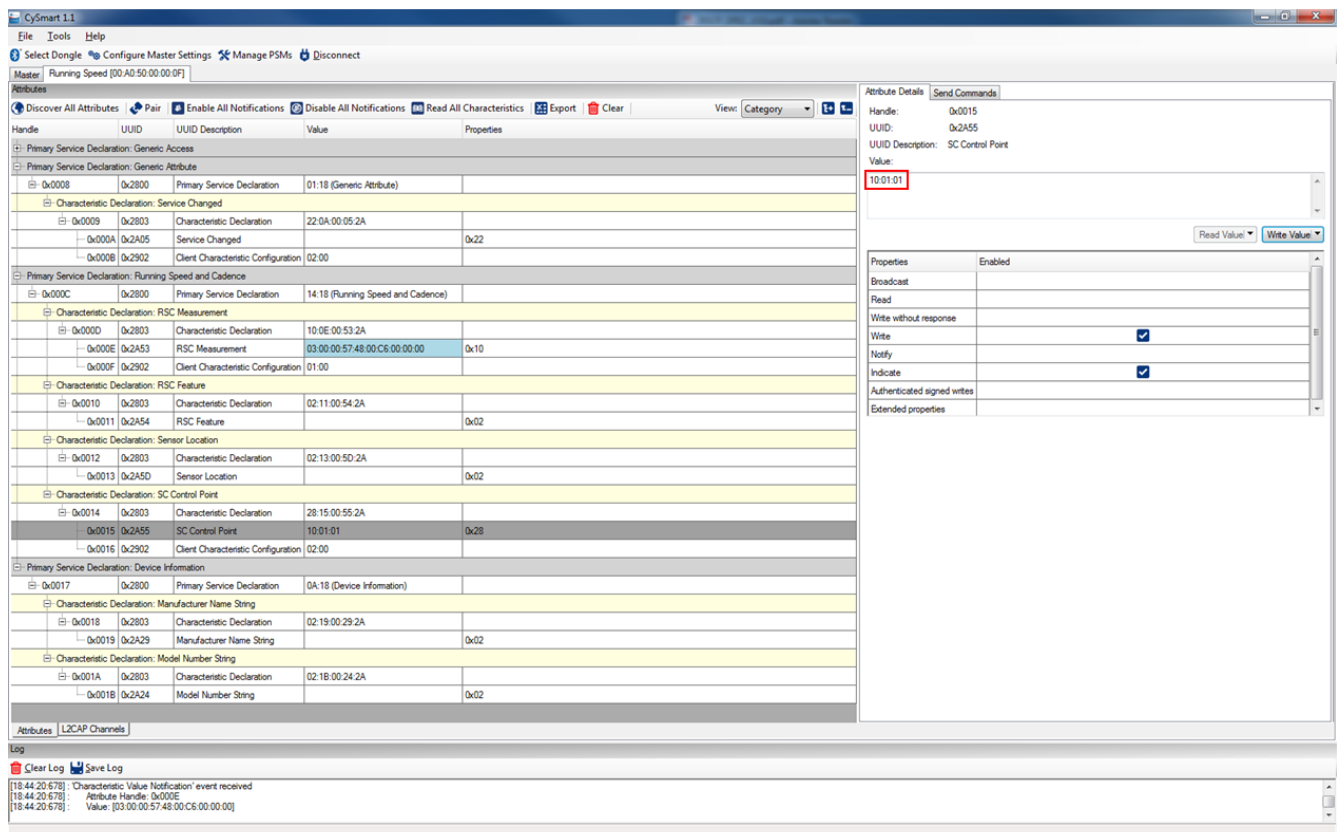 CySmart 1.1
File Tools Help
Select Dongle Configure Master Settings Manage PSMs Disconnect
Master Running Speed [00:A0:50:00:00:0F]
Attributes
Discover All Attributes Pair Enable All Notifications Disable All Notifications Read All Characteristics Export Clear View: Category
Handle UUID UUID Description Value Properties
Primary Service Declaration: Generic Access
Primary Service Declaration: Generic Attribute
0x0008 0x2800 Primary Service Declaration 01:18 (Generic Attribute)
Characteristic Declaration: Service Changed
0x0009 0x2803 Characteristic Declaration 22:0A:00:05:2A
0x000A 0x2A05 Service Changed 0x22
0x000B 0x2902 Client Characteristic Configuration 02:00
Primary Service Declaration: Running Speed and Cadence
0x000C 0x2800 Primary Service Declaration 14:18 (Running Speed and Cadence)
Characteristic Declaration: RSC Measurement
0x000D 0x2803 Characteristic Declaration 10:0E:00:53:2A
0x000E 0x2A53 RSC Measurement 03:00:00:57:48:00:C6:00:00:00 0x10
0x000F 0x2902 Client Characteristic Configuration 01:00
Characteristic Declaration: RSC Feature
0x0010 0x2803 Characteristic Declaration 02:11:00:54:2A
0x0011 0x2A54 RSC Feature 0x02
Characteristic Declaration: Sensor Location
0x0012 0x2803 Characteristic Declaration 02:13:00:5D:2A
0x0013 0x2A5D Sensor Location 0x02
Characteristic Declaration: SC Control Point
0x0014 0x2803 Characteristic Declaration 28:15:00:55:2A
0x0015 0x2A55 SC Control Point 10:01:01 0x28
0x0016 0x2902 Client Characteristic Configuration 02:00
Primary Service Declaration: Device Information
0x0017 0x2800 Primary Service Declaration 0A:18 (Device Information)
Characteristic Declaration: Manufacturer Name String
0x0018 0x2803 Characteristic Declaration 02:19:00:29:2A
0x0019 0x2A29 Manufacturer Name String 0x02
Characteristic Declaration: Model Number String
0x001A 0x2803 Characteristic Declaration 02:1B:00:24:2A
0x001B 0x2A24 Model Number String 0x02
Attributes L2CAP Channels
Attribute Details Send Commands
Handle: 0x0015
UUID: 0x2A55
UUID Description: SC Control Point
Value:
10:01:01
Read Value Write Value
Properties Enabled
Broadcast
Read
Write without response
Write
Notify
Indicate
Authenticated signed writes
Extended properties
Log
Clear Log Save Log
[18:44:20:678] : 'Characteristic Value Notification' event received
[18:44:20:678] : Attribute Handle: 0x000E
[18:44:20:678] : Value: [03:00:00:57:48:00:C6:00:00:00]